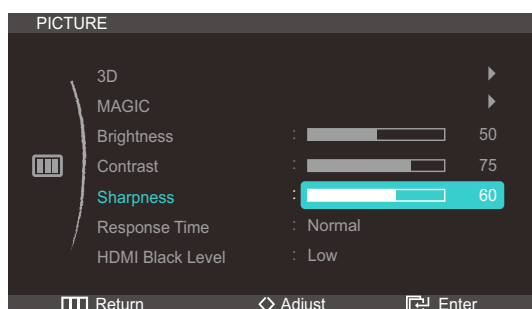 PICTURE
3D
MAGIC
Brightness : 50
Contrast : 75
Sharpness : 60
Response Time : Normal
HDMI Black Level : Low
Return Adjust Enter